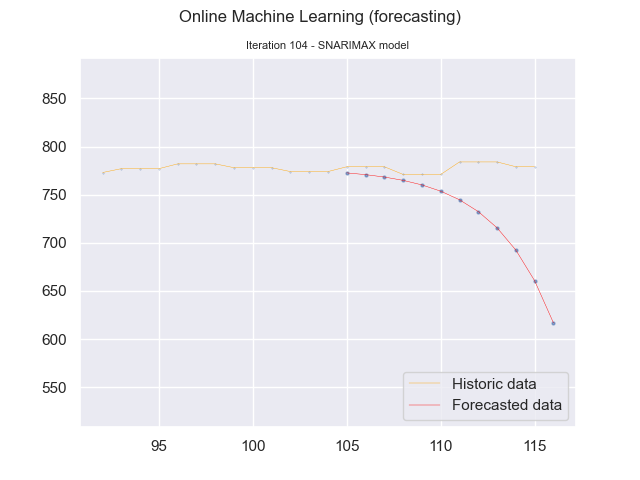 Online Machine Learning (forecasting)
Iteration 104 - SNARIMAX model
850
800
750
700
650
600
550
95 100 105 110 115
Historic data
Forecasted data